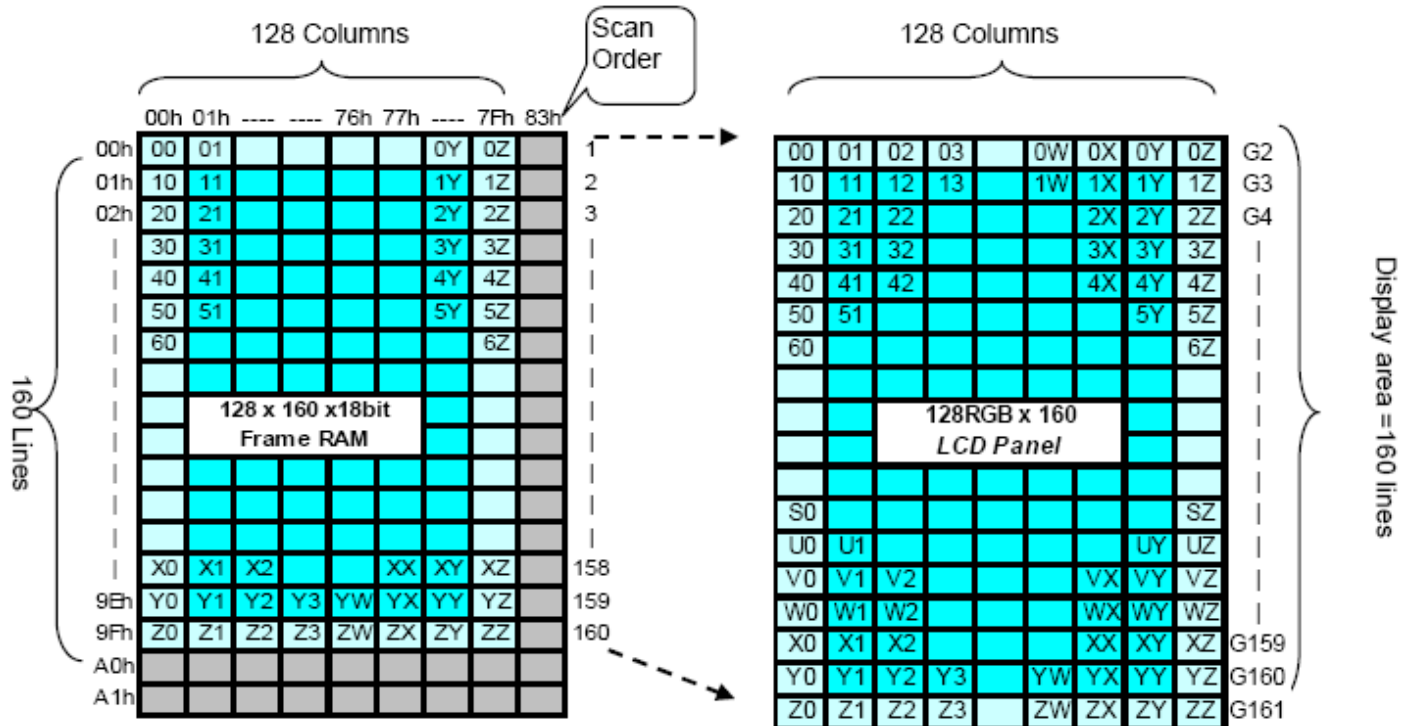 128 Columns
Scan
Order
128 Columns
00h 01h ---- ---- 76h 77h ---- 7Fh 83h
00h 00 01 0Y 0Z 1
01h 10 11 1Y 1Z 2
02h 20 21 2Y 2Z 3
30 31 3Y 3Z
40 41 4Y 4Z
50 51 5Y 5Z
60 6Z
160 Lines
128 x 160 x18bit
Frame RAM
X0 X1 X2 XX XY XZ 158
9Eh Y0 Y1 Y2 Y3 YW YX YY YZ 159
9Fh Z0 Z1 Z2 Z3 ZW ZX ZY ZZ 160
A0h
A1h
00 01 02 03 0W 0X 0Y 0Z G2
10 11 12 13 1W 1X 1Y 1Z G3
20 21 22 2X 2Y 2Z G4
30 31 32 3X 3Y 3Z
40 41 42 4X 4Y 4Z
50 51 5Y 5Z
60 6Z
128RGB x 160
LCD Panel
S0 SZ
U0 U1 UY UZ
V0 V1 V2 VX VY VZ
W0 W1 W2 WX WY WZ
X0 X1 X2 XX XY XZ G159
Y0 Y1 Y2 Y3 YW YX YY YZ G160
Z0 Z1 Z2 Z3 ZW ZX ZY ZZ G161
Display area =160 lines